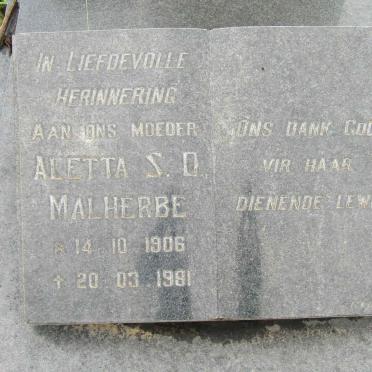 In Liefdevolle
Herinnering
Aan ons Moeder
Aletta S. D.
Malherbe
* 14 10 1906
✝ 20 03 1981
Ons dank God
vir haar
dienende